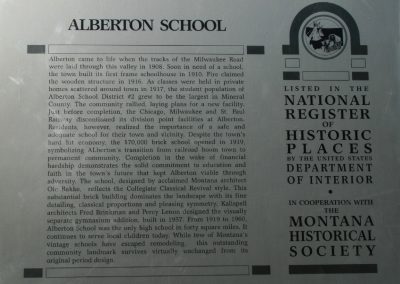 ALBERTON SCHOOL
Alberton came to life when the tracks of the Milwaukee Road
were laid through this valley in 1908. Soon in need of a school,
the town built its first frame schoolhouse in 1910. Fire claimed
the wooden structure in 1916. As classes were held in private
homes scattered around town in 1917, the student population of
Alberton School District #2 grew to be the largest in Mineral
County. The community rallied, laying plans for a new facility.
Just before completion, the Chicago, Milwaukee and St. Paul
Railway discontinued its division point facilities at Alberton.
Residents, however, realized the importance of a safe and
adequate school for their town and vicinity. Despite the town's
hard hit economy, the $70,000 brick school opened in 1919,
symbolizing Alberton's transition from railroad boom town to
permanent community. Completion in the wake of financial
hardship demonstrates the solid commitment to education and
faith in the town's future that kept Alberton viable through
adversity. The school, designed by acclaimed Montana architect
Ole Bakke, reflects the Collegiate Classical Revival style. This
substantial brick building dominates the landscape with its fine
detailing, classical proportions and pleasing symmetry. Kalispell
architects Fred Brinkman and Percy Lenon designed the visually
separate gymnasium addition, built in 1937. From 1919 to 1960,
Alberton School was the only high school in forty square miles. It
continues to serve local children today. While few of Montana's
vintage schools have escaped remodeling, this outstanding
community landmark survives virtually unchanged from its
original period design.
LISTED IN THE
NATIONAL
REGISTER
OF
HISTORIC
PLACES
BY THE UNITED STATES
DEPARTMENT
OF INTERIOR
IN COOPERATION WITH
THE
MONTANA
HISTORICAL
SOCIETY